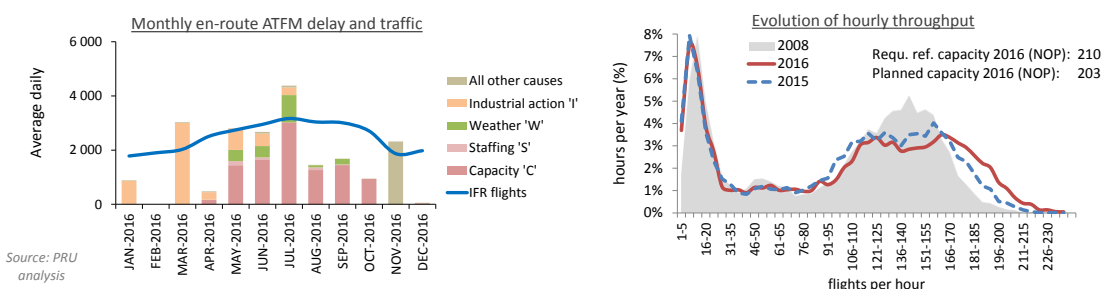 Monthly en-route ATFM delay and traffic
6 000
4 000
2 000
0
Average daily
JAN-2016
FEB-2016
MAR-2016
APR-2016
MAY-2016
JUN-2016
JUL-2016
AUG-2016
SEP-2016
OCT-2016
NOV-2016
DEC-2016
All other causes
Industrial action 'I'
Weather 'W'
Staffing 'S'
Capacity 'C'
IFR flights
Source: PRU
analysis
Evolution of hourly throughput
8%
7%
6%
5%
4%
3%
2%
1%
0%
hours per year (%)
2008
2016
2015
Requ. ref. capacity 2016 (NOP): 210
Planned capacity 2016 (NOP): 203
1-5
16-20
31-35
46-50
61-65
76-80
91-95
106-110
121-125
136-140
151-155
166-170
181-185
196-200
211-215
226-230
flights per hour